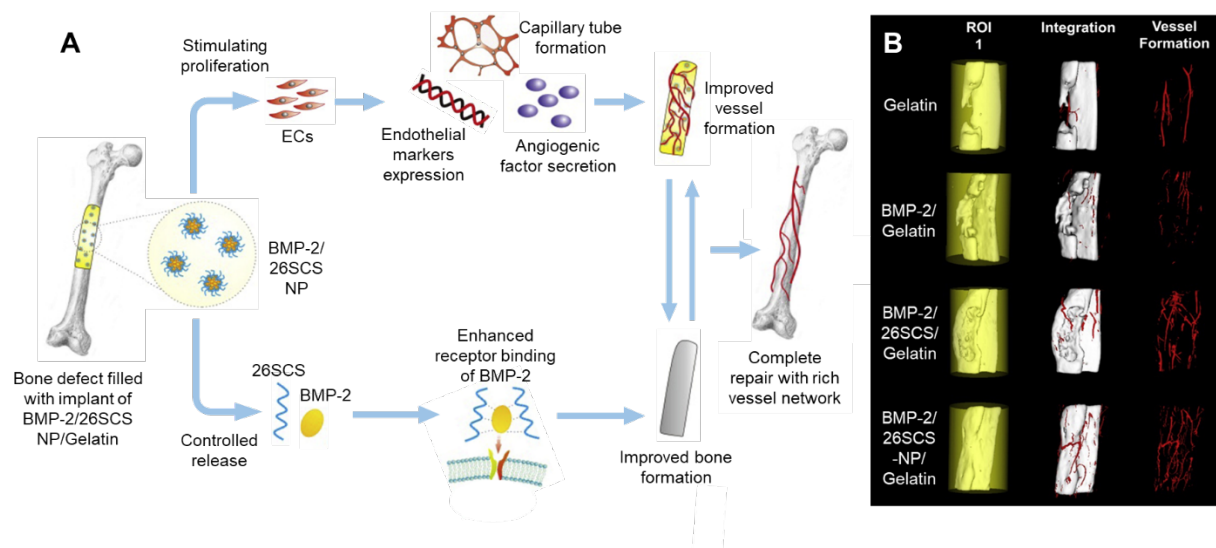 A
Stimulating
proliferation
ECs
Capillary tube
formation
Endothelial
markers
expression
Angiogenic
factor secretion
Improved
vessel
formation
BMP-2/
26SCS
NP
Bone defect filled
with implant of
BMP-2/26SCS
NP/Gelatin
Controlled
release
26SCS
BMP-2
Enhanced
receptor binding
of BMP-2
Improved bone
formation
Complete
repair with rich
vessel network
B
ROI
1
Integration
Vessel
Formation
Gelatin
BMP-2/
Gelatin
BMP-2/
26SCS/
Gelatin
BMP-2/
26SCS
-NP/
Gelatin